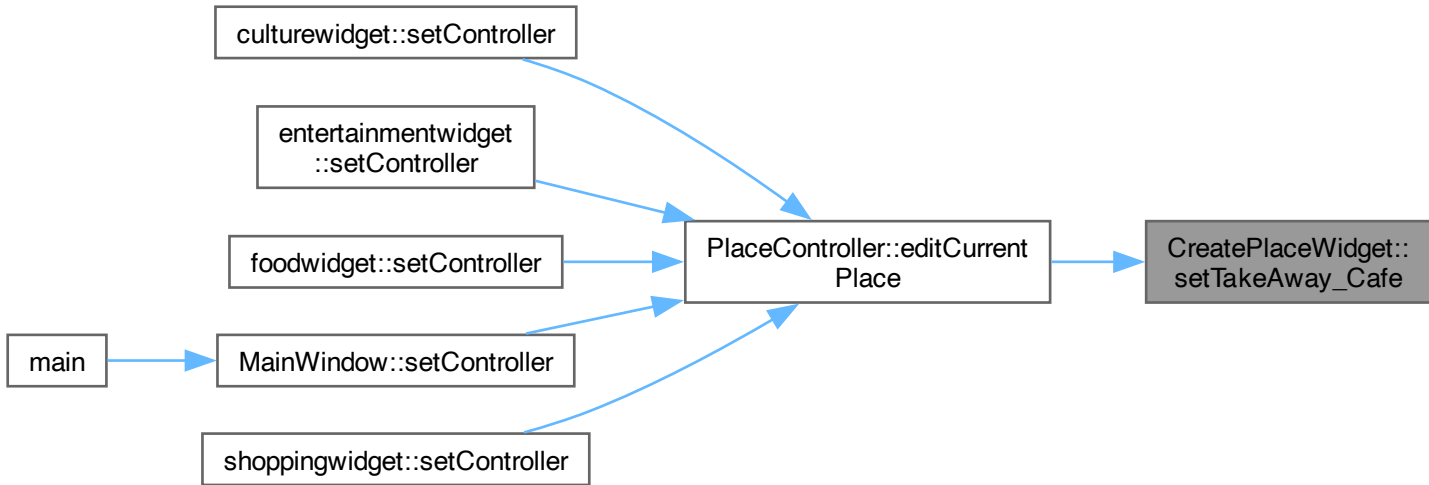 culturewidget::setController
entertainmentwidget
::setController
foodwidget::setController
main
MainWindow::setController
shoppingwidget::setController
PlaceController::editCurrent
Place
CreatePlaceWidget::
setTakeAway_Cafe